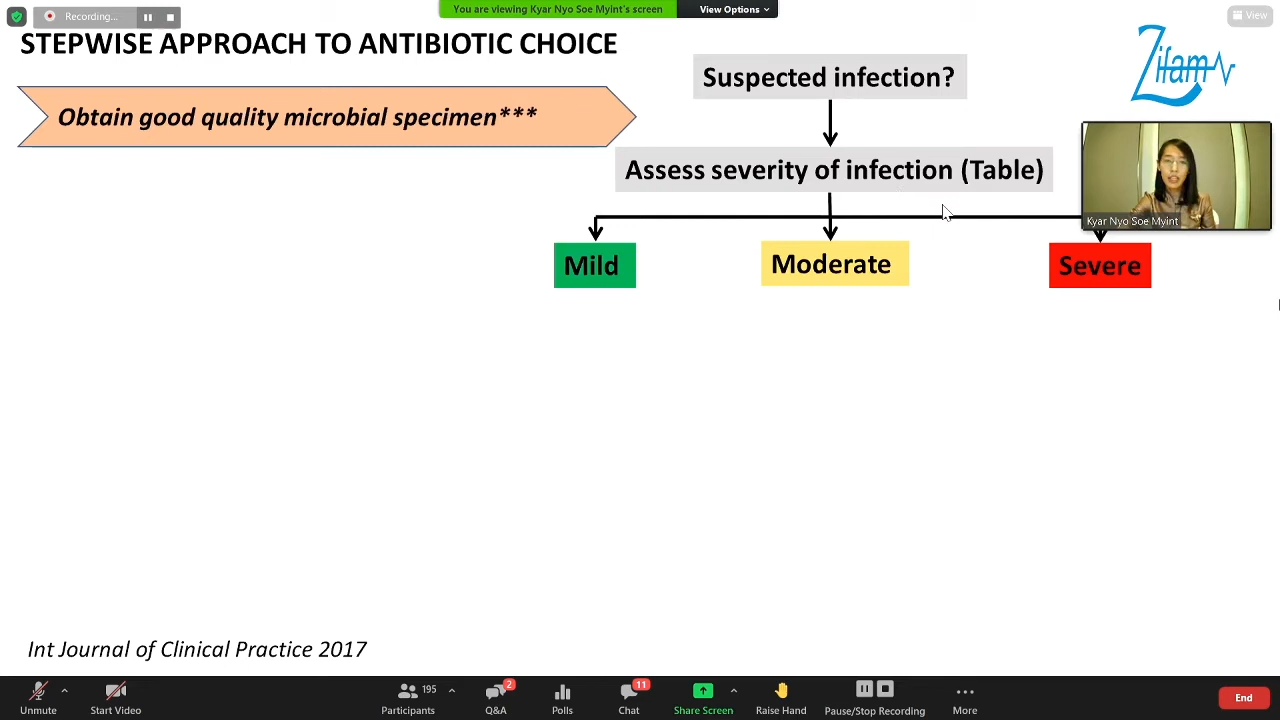 Recording...
You are viewing Kyar Nyo Soe Myint's screen
View Options
View
STEPWISE APPROACH TO ANTIBIOTIC CHOICE
Zifam
Suspected infection?
Obtain good quality microbial specimen***
Assess severity of infection (Table)
Kyar Nyo Soe Myint
Mild
Moderate
Severe
Int Journal of Clinical Practice 2017
Unmute
Start Video
195
Participants
2
Q&A
Polls
11
Chat
Share Screen
Raise Hand
Pause/Stop Recording
More
End